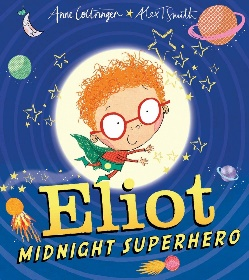 Anne Cottringer ★ Alex T Smith
Eliot
MIDNIGHT SUPERHERO